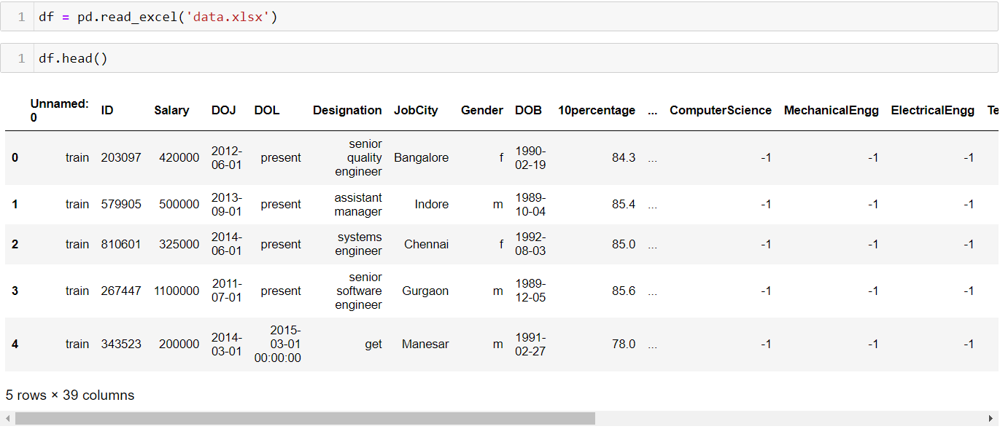 1 df = pd.read_excel('data.xlsx')
1 df.head()
Unnamed: 0 ID Salary DOJ DOL Designation JobCity Gender DOB 10percentage ... ComputerScience MechanicalEngg ElectricalEngg Te
0 train 203097 420000 2012-06-01 present senior quality engineer Bangalore f 1990-02-19 84.3 ... -1 -1 -1
1 train 579905 500000 2013-09-01 present assistant manager Indore m 1989-10-04 85.4 ... -1 -1 -1
2 train 810601 325000 2014-06-01 present systems engineer Chennai f 1992-08-03 85.0 ... -1 -1 -1
3 train 267447 1100000 2011-07-01 present senior software engineer Gurgaon m 1989-12-05 85.6 ... -1 -1 -1
4 train 343523 200000 2014-03-01 2015-03-01 00:00:00 get Manesar m 1991-02-27 78.0 ... -1 -1 -1
5 rows × 39 columns